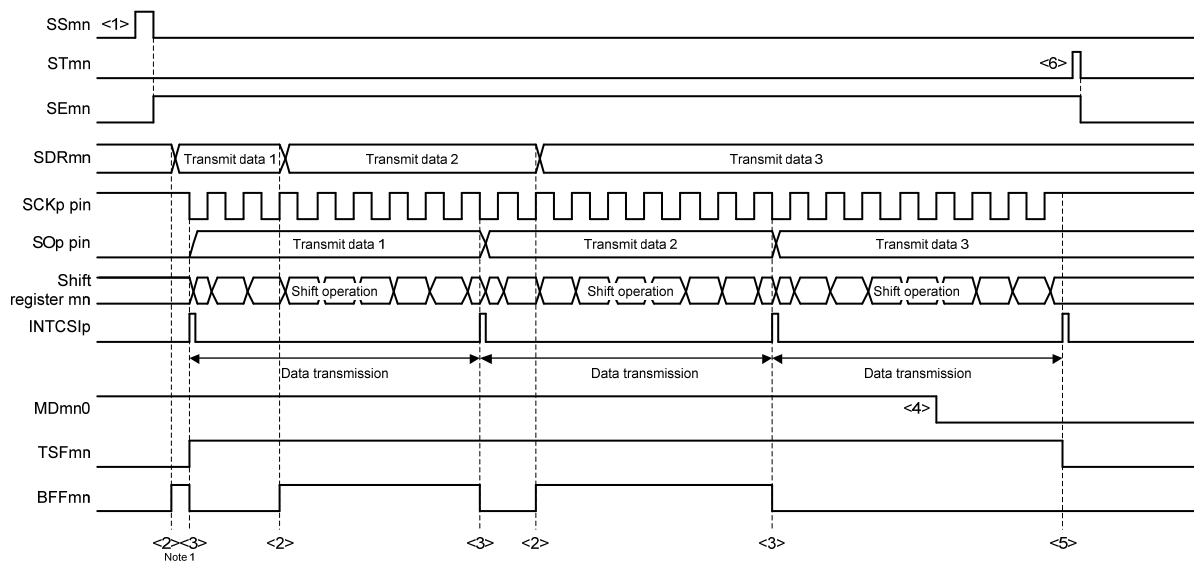 SSmn
<1>
STmn
<6>
SEmn
SDRmn
Transmit data 1
Transmit data 2
Transmit data 3
SCKp pin
SOp pin
Transmit data 1
Transmit data 2
Transmit data 3
Shift
register mn
Shift operation
Shift operation
Shift operation
INTCSIp
Data transmission
Data transmission
Data transmission
MDmn0
<4>
TSFmn
BFFmn
<2><3>
<2>
<3>
<2>
<3>
<5>
Note 1